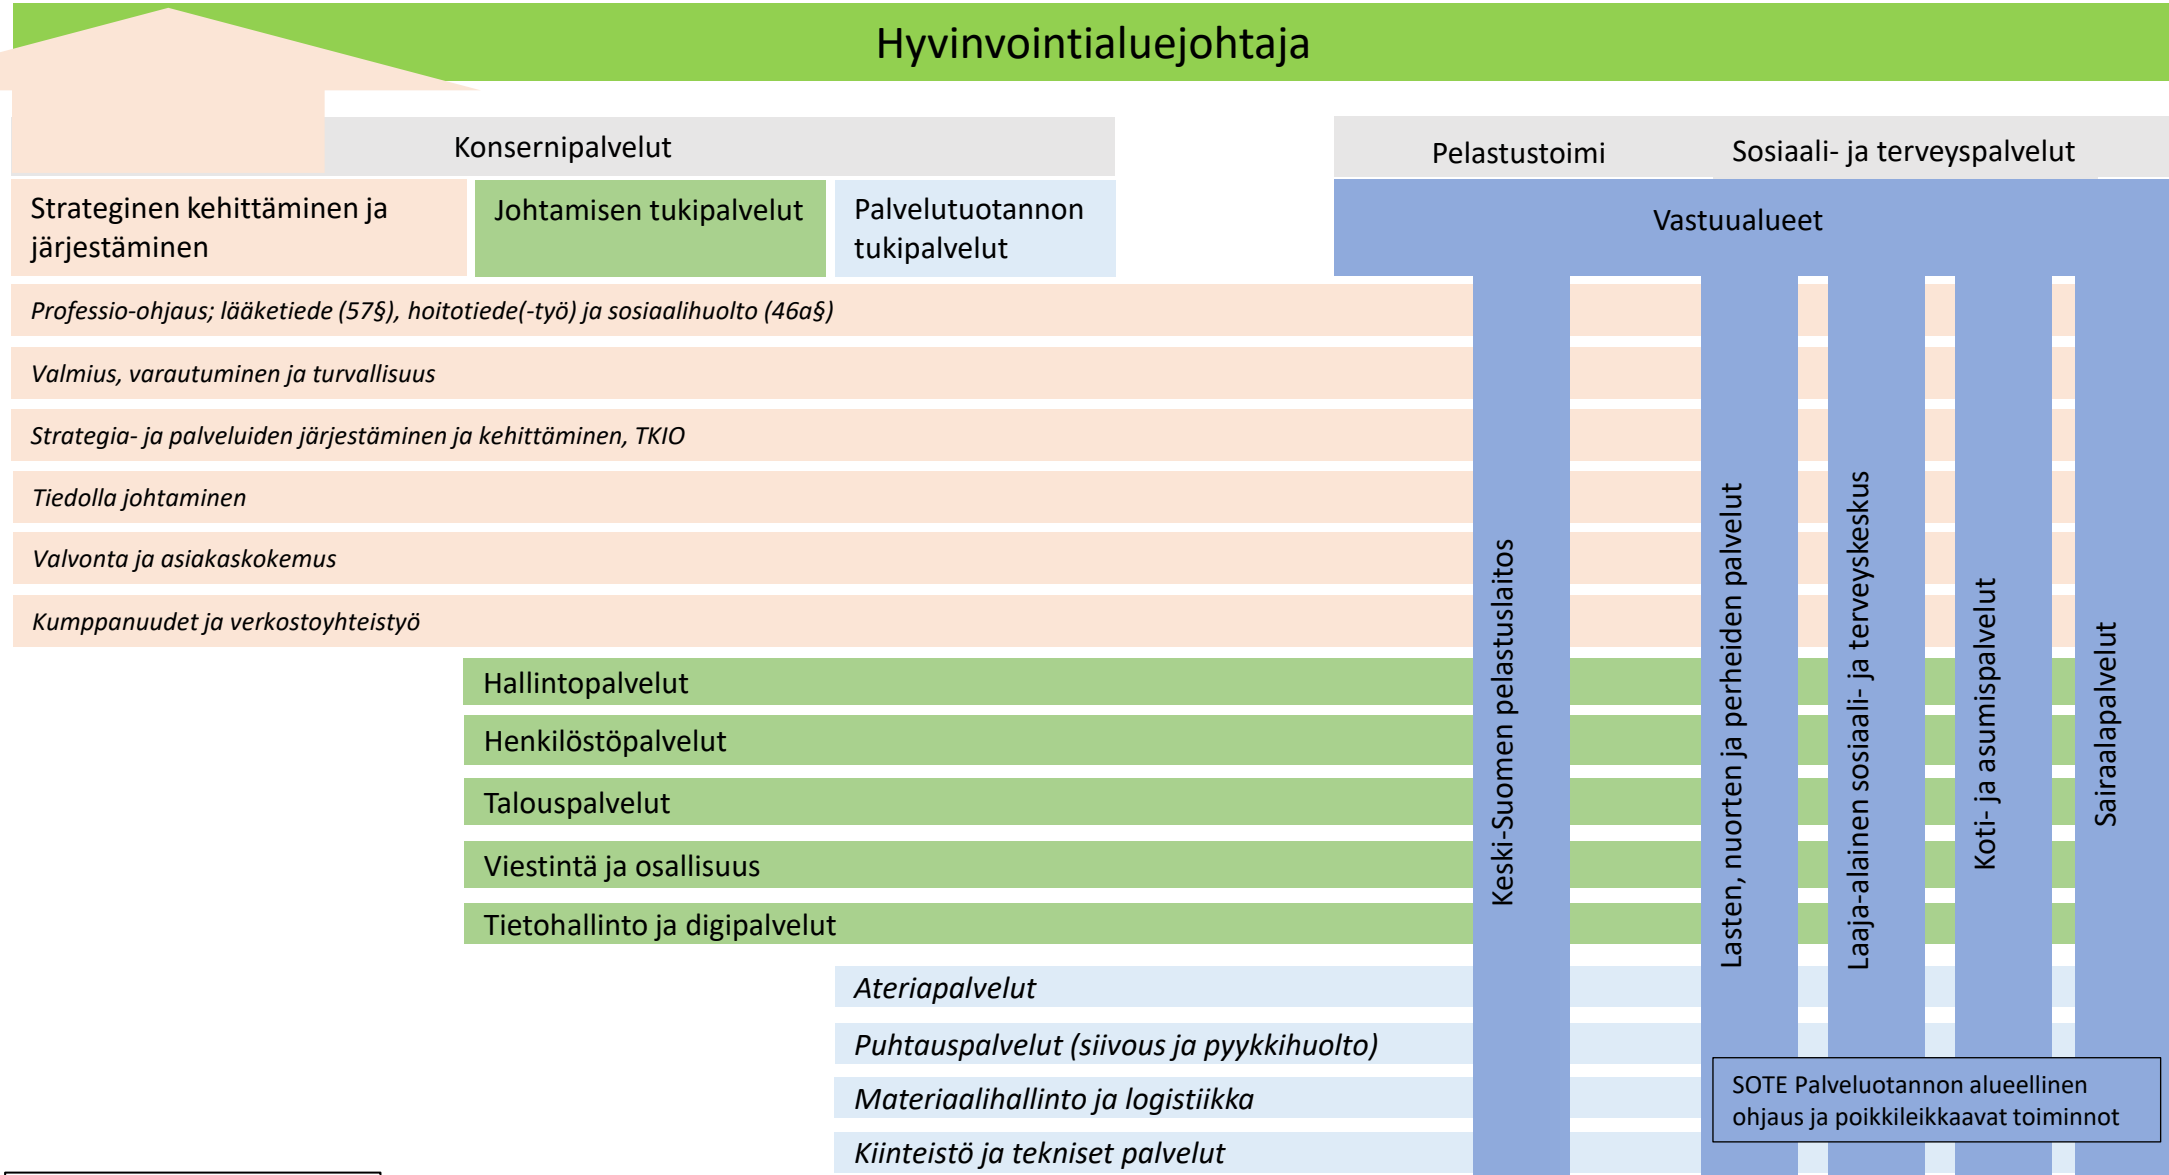 Hyvinvointialuejohtaja
Konsernipalvelut
Pelastustoimi
Sosiaali- ja terveyspalvelut
Strateginen kehittäminen ja
järjestäminen
Johtamisen tukipalvelut
Palvelutuotannon
tukipalvelut
Vastuualueet
Professio-ohjaus; lääketiede (57§), hoitotiede(-työ) ja sosiaalihuolto (46a§)
Valmius, varautuminen ja turvallisuus
Strategia- ja palveluiden järjestäminen ja kehittäminen, TKIO
Tiedolla johtaminen
Valvonta ja asiakaskokemus
Kumppanuudet ja verkostoyhteistyö
Hallintopalvelut
Henkilöstöpalvelut
Talouspalvelut
Viestintä ja osallisuus
Tietohallinto ja digipalvelut
Ateriapalvelut
Puhtauspalvelut (siivous ja pyykkihuolto)
Materiaalihallinto ja logistiikka
Kiinteistö ja tekniset palvelut
Keski-Suomen pelastuslaitos
Lasten, nuorten ja perheiden palvelut
Laaja-alainen sosiaali- ja terveyskeskus
Koti- ja asumispalvelut
Sairaalapalvelut
SOTE Palveluotannon alueellinen
ohjaus ja poikkileikkaavat toiminnot